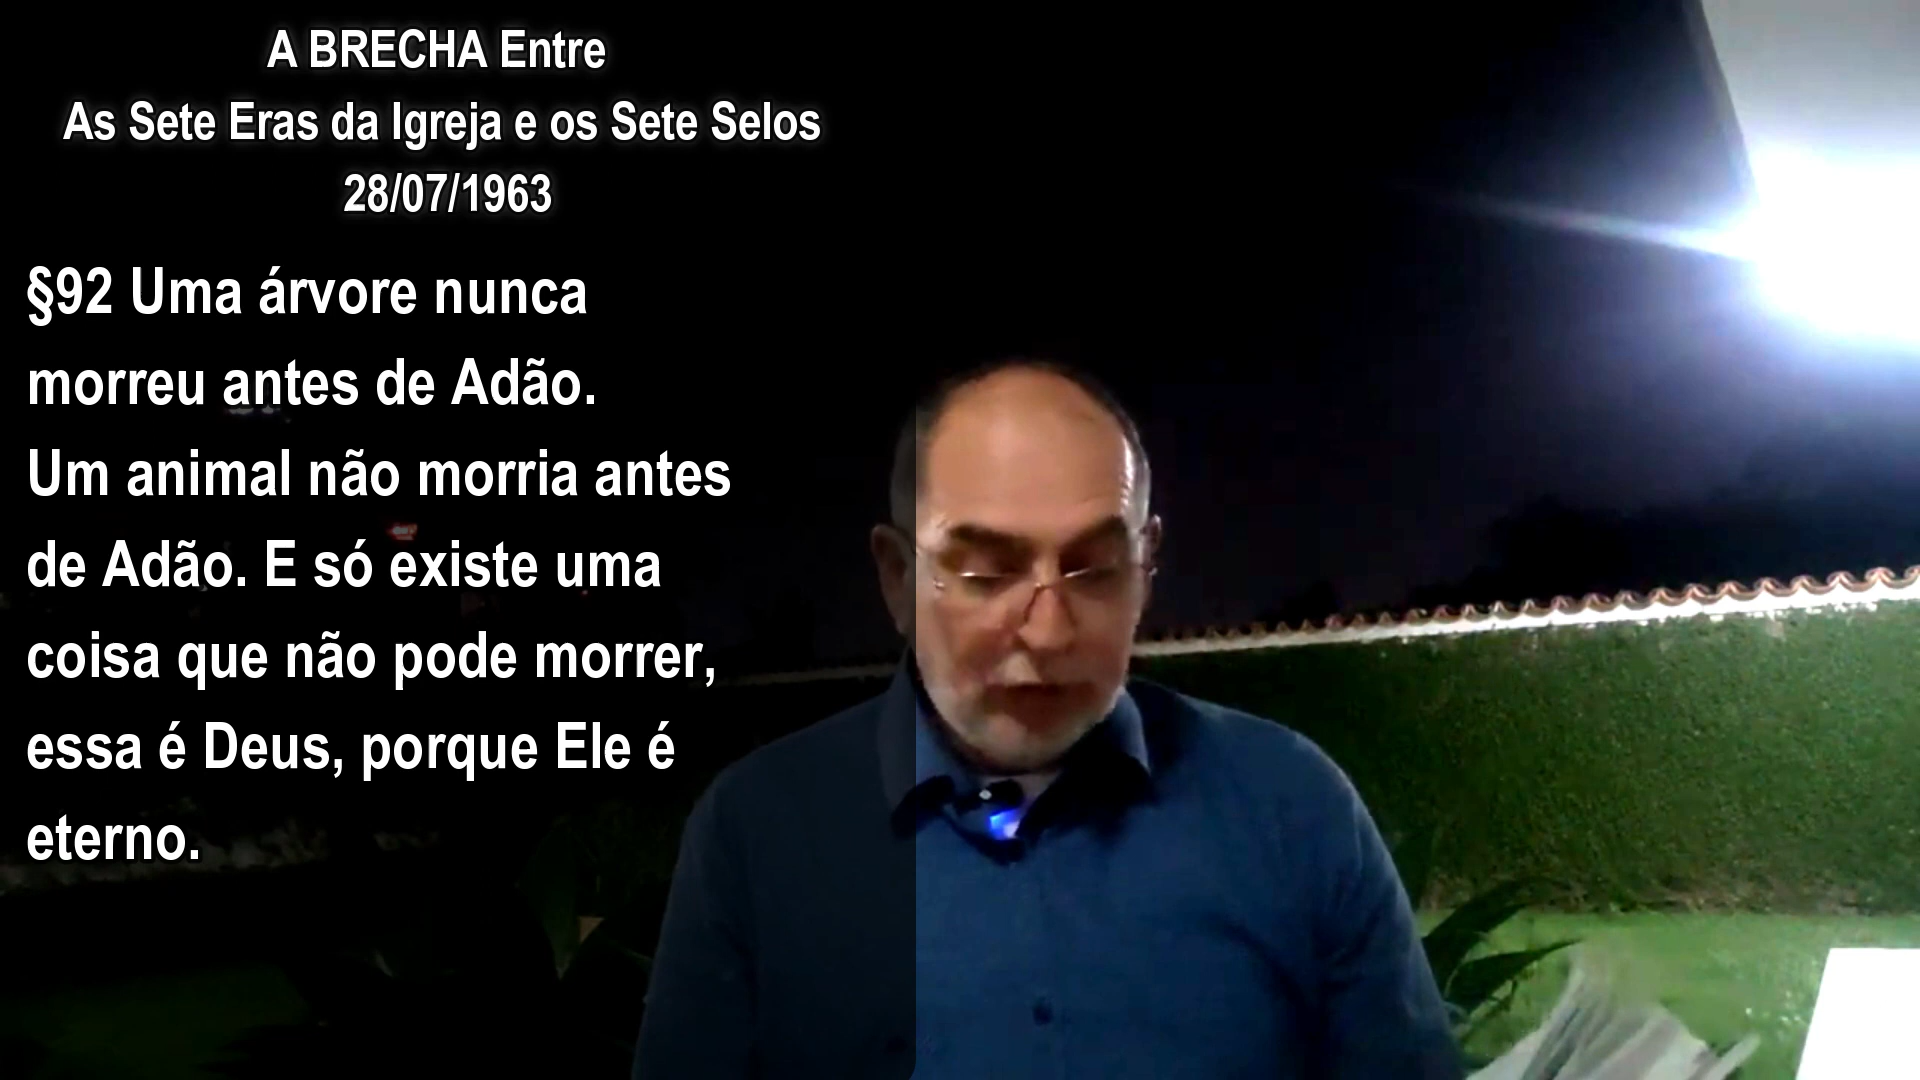 A BRECHA Entre
As Sete Eras da Igreja e os Sete Selos
28/07/1963
§92 Uma árvore nunca
morreu antes de Adão.
Um animal não morria antes
de Adão. E só existe uma
coisa que não pode morrer,
essa é Deus, porque Ele é
eterno.